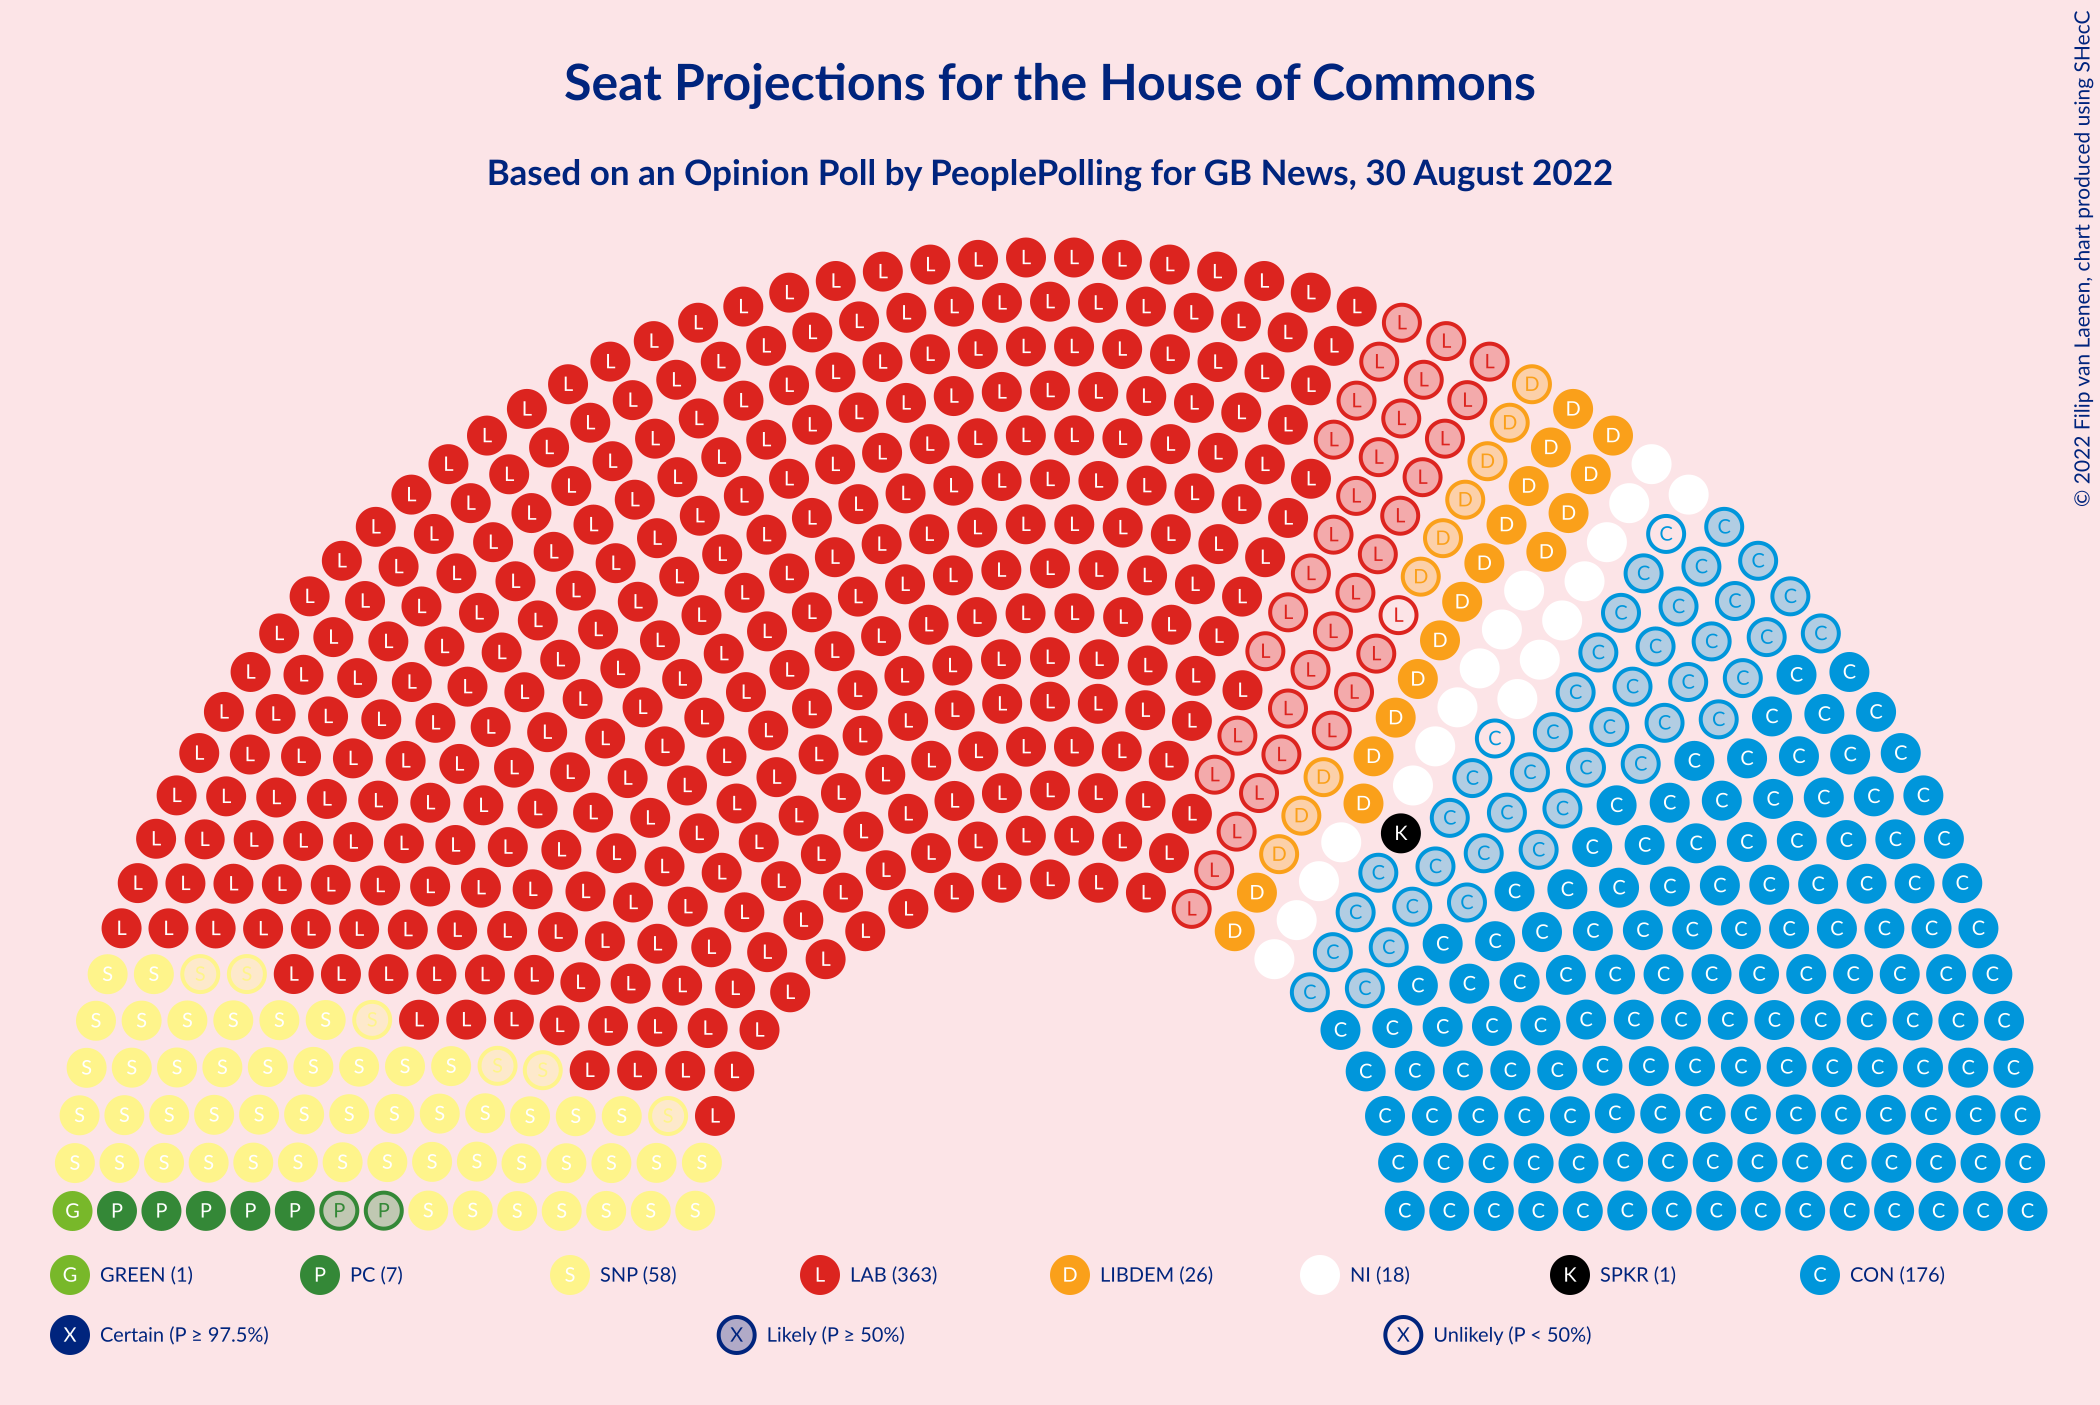 Seat Projections for the House of Commons
Based on an Opinion Poll by PeoplePolling for GB News, 30 August 2022
© 2022 Filip van Laenen, chart produced using SHecC
G GREEN (1) P PC (7) S SNP (58) L LAB (363) D LIBDEM (26) NI (18) K SPKR (1) C CON (176)
X Certain (P ≥ 97.5%) X Likely (P ≥ 50%) X Unlikely (P < 50%)